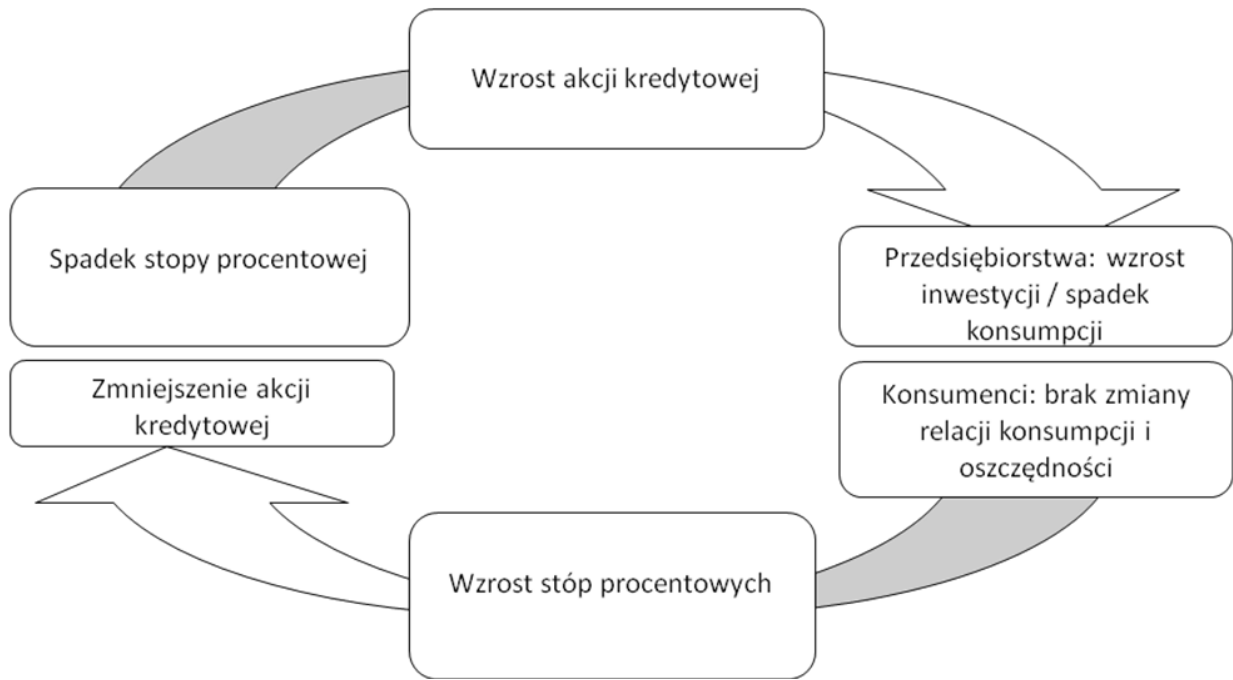 Wzrost akcji kredytowej
Spadek stopy procentowej
Przedsiębiorstwa: wzrost
inwestycji / spadek
konsumpcji
Zmniejszenie akcji
kredytowej
Konsumenci: brak zmiany
relacji konsumpcji i
oszczędności
Wzrost stóp procentowych